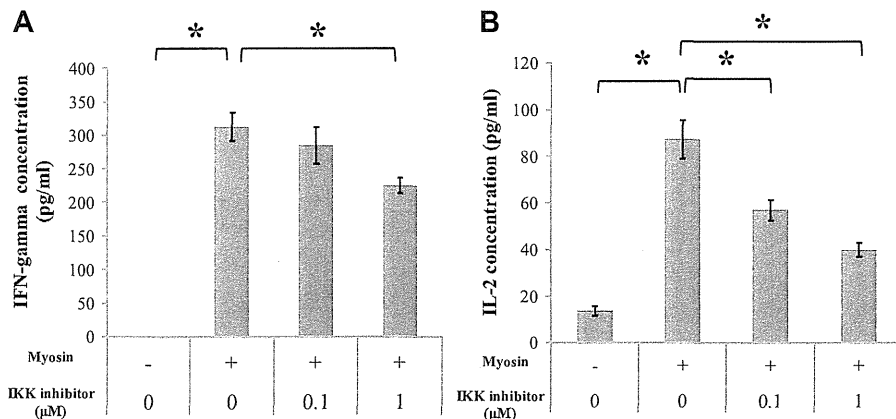 A
*
*
IFN-gamma concentration
(pg/ml)
400
350
300
250
200
150
100
50
0
Myosin - + + +
IKK inhibitor
(μM) 0 0 0.1 1
B
*
*
*
IL-2 concentration (pg/ml)
120
100
80
60
40
20
0
Myosin - + + +
IKK inhibitor
(μM) 0 0 0.1 1